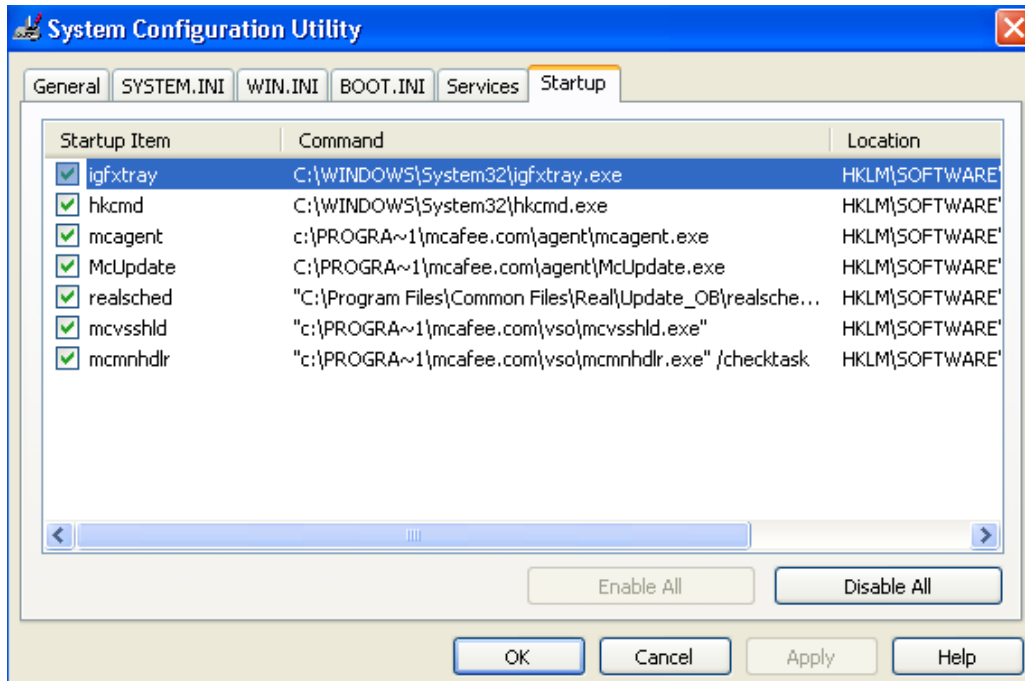 System Configuration Utility
General SYSTEM.INI WIN.INI BOOT.INI Services Startup
Startup Item Command Location
igfxtray C:\WINDOWS\System32\igfxtray.exe HKLM\SOFTWARE\
hkcmd C:\WINDOWS\System32\hkcmd.exe HKLM\SOFTWARE\
mcagent c:\PROGRA~1\mcafee.com\agent\mcagent.exe HKLM\SOFTWARE\
McUpdate C:\PROGRA~1\mcafee.com\agent\McUpdate.exe HKLM\SOFTWARE\
realsched "C:\Program Files\Common Files\Real\Update_OB\realsche... HKLM\SOFTWARE\
mcvsshld "c:\PROGRA~1\mcafee.com\vso\mcvsshld.exe" HKLM\SOFTWARE\
mcmnhdlr "c:\PROGRA~1\mcafee.com\vso\mcmnhdlr.exe" /checktask HKLM\SOFTWARE\
Enable All Disable All
OK Cancel Apply Help